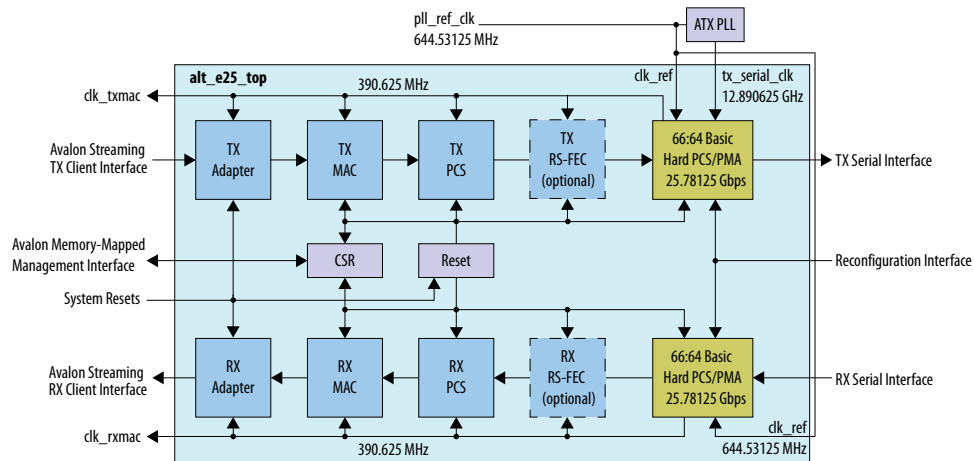 pll_ref_clk
644.53125 MHz
ATX PLL
alt_e25_top
390.625 MHz
clk_ref
tx_serial_clk
12.890625 GHz
clk_txmac
Avalon Streaming
TX Client Interface
TX
Adapter
TX
MAC
TX
PCS
TX
RS-FEC
(optional)
66:64 Basic
Hard PCS/PMA
25.78125 Gbps
TX Serial Interface
Avalon Memory-Mapped
Management Interface
CSR
Reset
Reconfiguration Interface
System Resets
Avalon Streaming
RX Client Interface
RX
Adapter
RX
MAC
RX
PCS
RX
RS-FEC
(optional)
66:64 Basic
Hard PCS/PMA
25.78125 Gbps
RX Serial Interface
clk_rxmac
390.625 MHz
clk_ref
644.53125 MHz